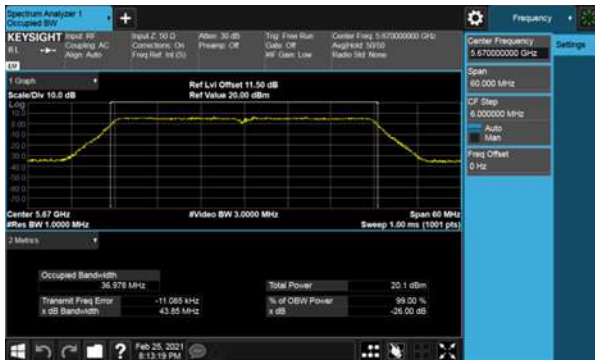 Spectrum Analyzer 1
Occupied BW
+
Frequency
KEYSIGHT
Input: RF
Coupling: AC
Align: Auto
Input Z: 50 Ω
Corrections: On
Freq Ref: Int (S)
Atten: 30 dB
Preamp: Off
Trig: Free Run
Gate: Off
#IF Gain: Low
Center Freq: 5.670000000 GHz
Avg|Hold: 50/50
Radio Std: None
R L
LW
Center Frequency
5.670000000 GHz
Settings
Span
60.000 MHz
CF Step
6.000000 MHz
Auto
Man
Freq Offset
0 Hz
1 Graph
Scale/Div 10.0 dB
Ref Lvl Offset 11.50 dB
Ref Value 20.00 dBm
Log
10.0
0.00
-10.0
-20.0
-30.0
-40.0
-50.0
-60.0
-70.0
Center 5.67 GHz
#Res BW 1.0000 MHz
#Video BW 3.0000 MHz
Span 60 MHz
Sweep 1.00 ms (1001 pts)
2 Metrics
Occupied Bandwidth
36.978 MHz
Total Power 20.1 dBm
Transmit Freq Error -11.085 kHz
% of OBW Power 99.00 %
x dB Bandwidth 43.85 MHz
x dB -26.00 dB
?
Feb 25, 2021
8:13:19 PM